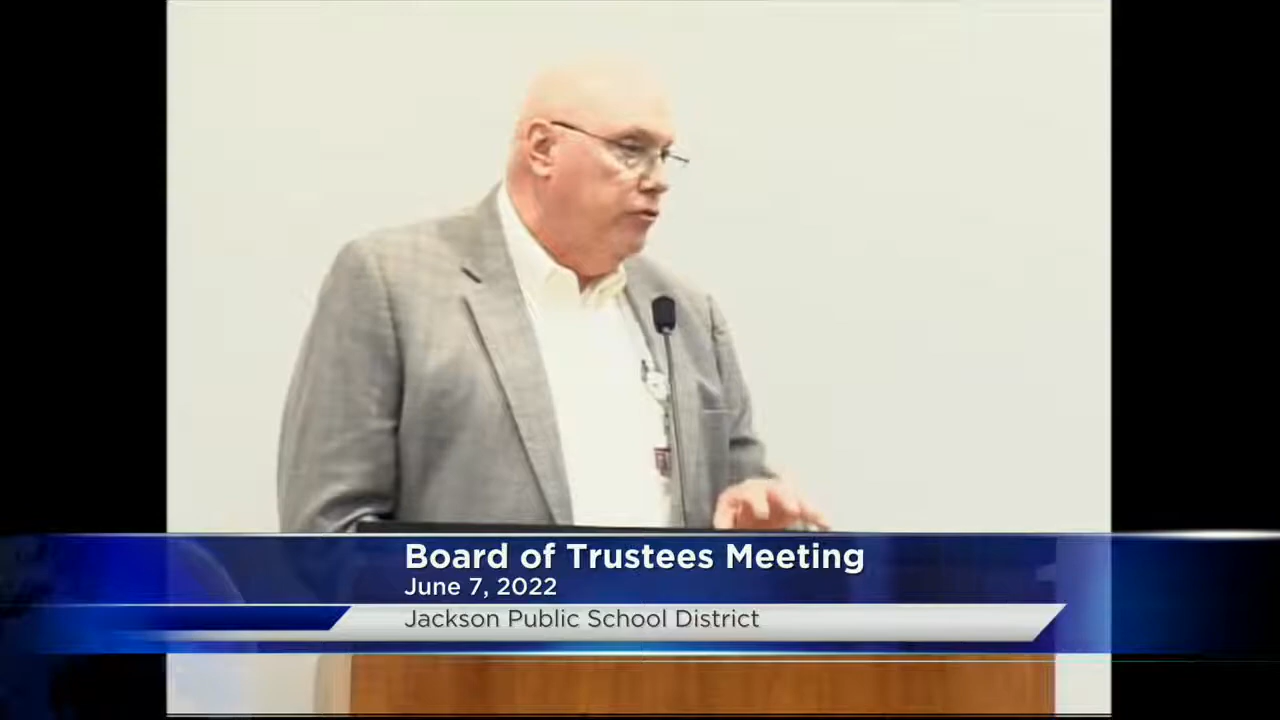 Board of Trustees Meeting
June 7, 2022
Jackson Public School District